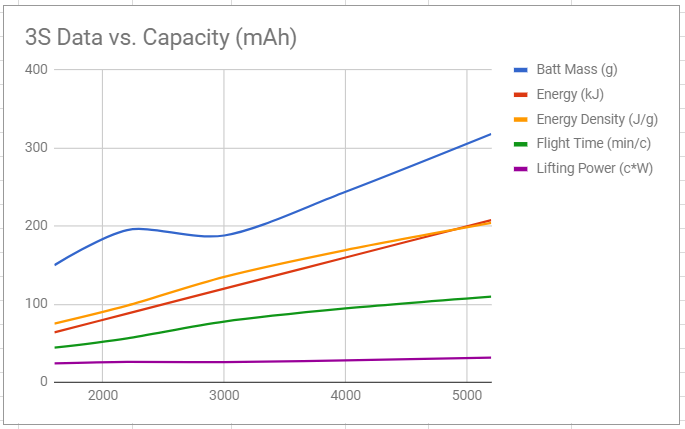 3S Data vs. Capacity (mAh)
400
300
200
100
0
2000 3000 4000 5000
Batt Mass (g)
Energy (kJ)
Energy Density (J/g)
Flight Time (min/c)
Lifting Power (c*W)